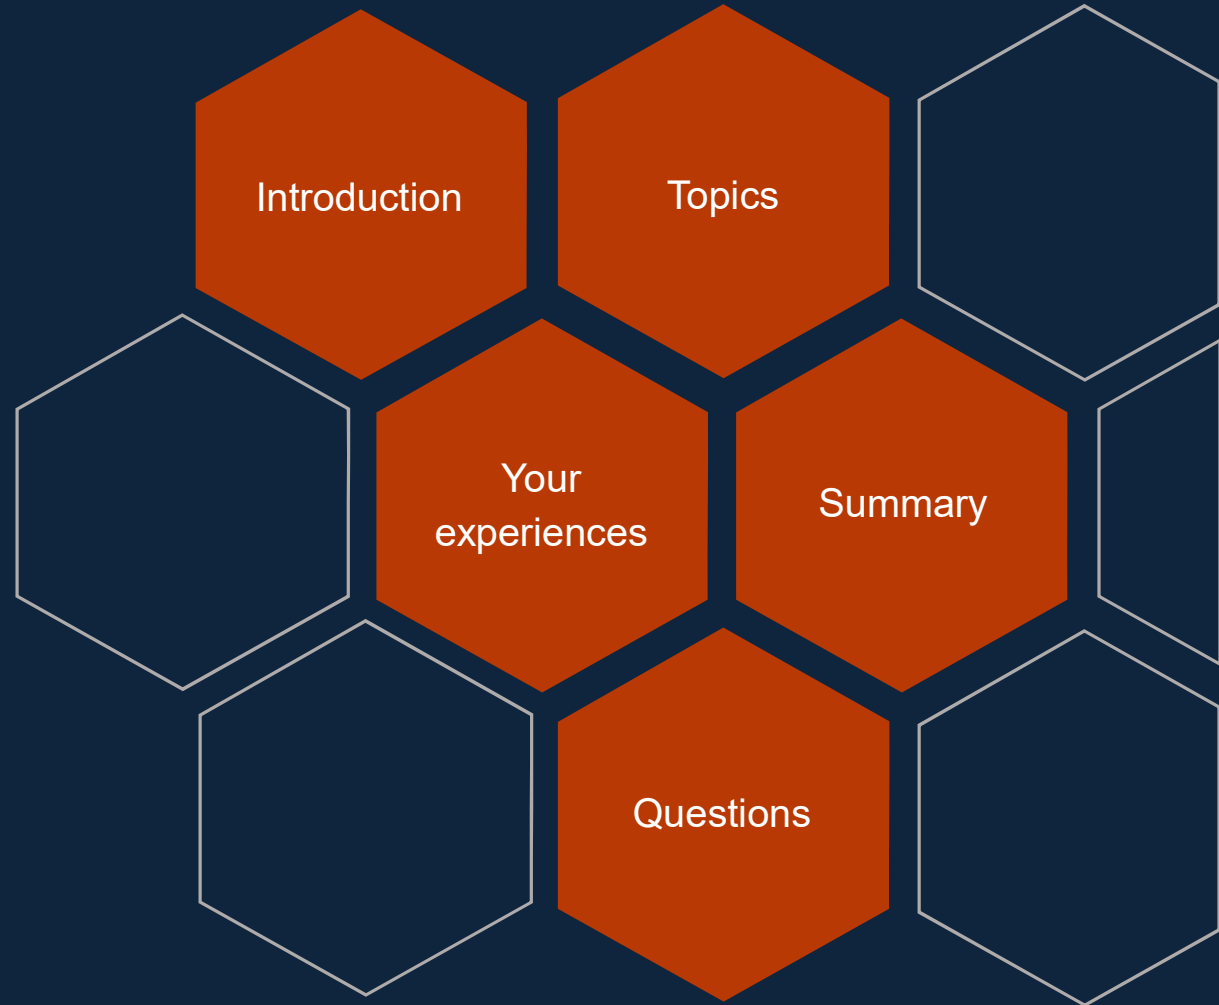 Introduction
Topics
Your
experiences
Summary
Questions